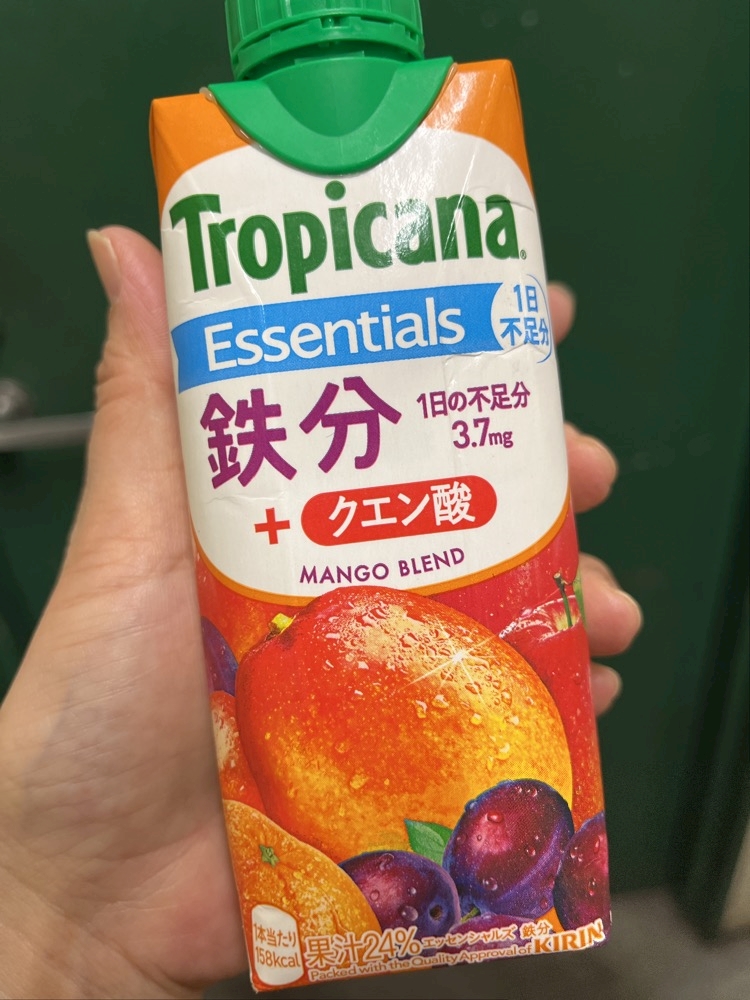 Tropicana®
Essentials
1日
不足分
鉄分
1日の不足分
3.7mg
+ クエン酸
MANGO BLEND
1本当たり
158kcal
果汁24% エッセンシャルズ 鉄分
Packed with the Quality Approval of KIRIN